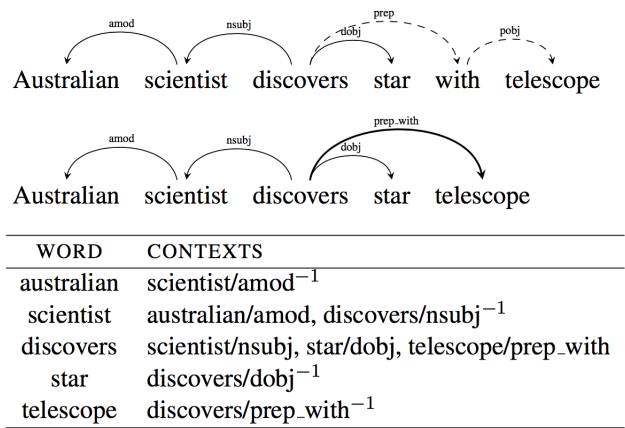 amod nsubj dobj prep pobj
Australian scientist discovers star with telescope
amod nsubj dobj prep_with
Australian scientist discovers star telescope
WORD CONTEXTS
australian scientist/amod⁻¹
scientist australian/amod, discovers/nsubj⁻¹
discovers scientist/nsubj, star/dobj, telescope/prep_with
star discovers/dobj⁻¹
telescope discovers/prep_with⁻¹